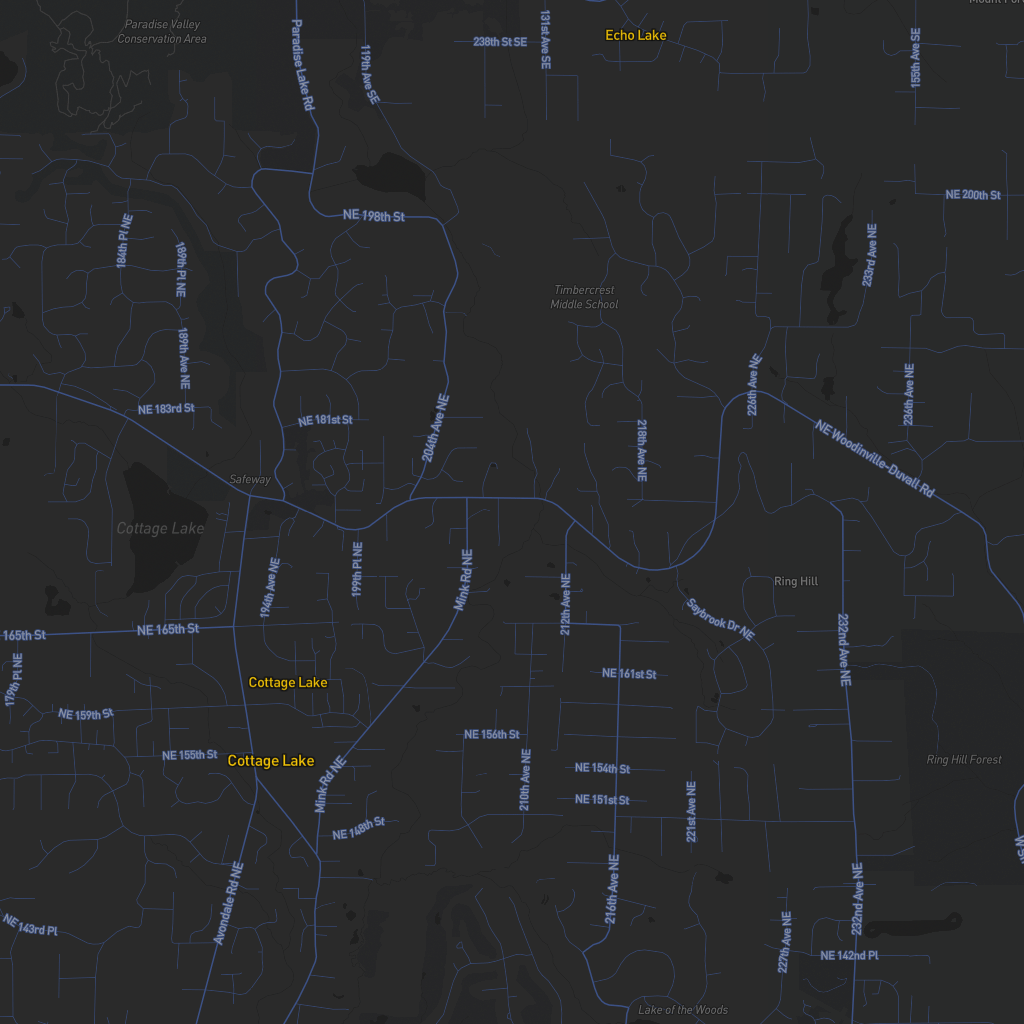 Paradise Valley
Conservation Area
Paradise Lake Rd
119th Ave SE
238th St SE
131st Ave SE
Echo Lake
155th Ave SE
NE 198th St
NE 200th St
184th Pl NE
189th Pl NE
233rd Ave NE
Timbercrest
Middle School
189th Ave NE
226th Ave NE
236th Ave NE
NE 183rd St
NE 181st St
204th Ave NE
218th Ave NE
NE Woodinville-Duvall Rd
Safeway
Cottage Lake
194th Ave NE
199th Pl NE
Mink Rd NE
212th Ave NE
Ring Hill
Saybrook Dr NE
232nd Ave NE
165th St
NE 165th St
179th Pl NE
NE 161st St
Cottage Lake
NE 159th St
NE 156th St
NE 155th St
Cottage Lake
Mink Rd NE
210th Ave NE
NE 154th St
Ring Hill Forest
NE 151st St
221st Ave NE
NE 148th St
Avondale Rd NE
216th Ave NE
232nd Ave NE
NE 143rd Pl
227th Ave NE
NE 142nd Pl
Lake of the Woods